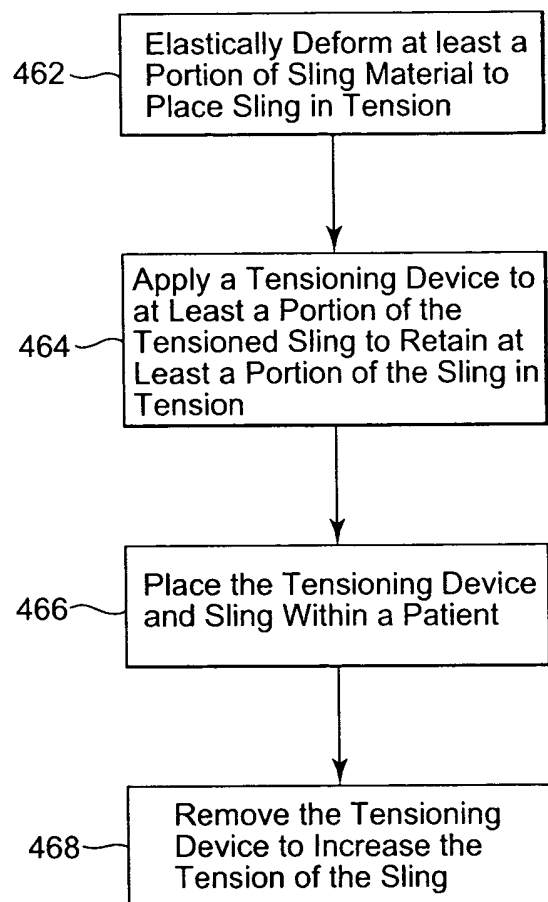 462
Elastically Deform at least a
Portion of Sling Material to
Place Sling in Tension
464
Apply a Tensioning Device to
at Least a Portion of the
Tensioned Sling to Retain at
Least a Portion of the Sling in
Tension
466
Place the Tensioning Device
and Sling Within a Patient
468
Remove the Tensioning
Device to Increase the
Tension of the Sling